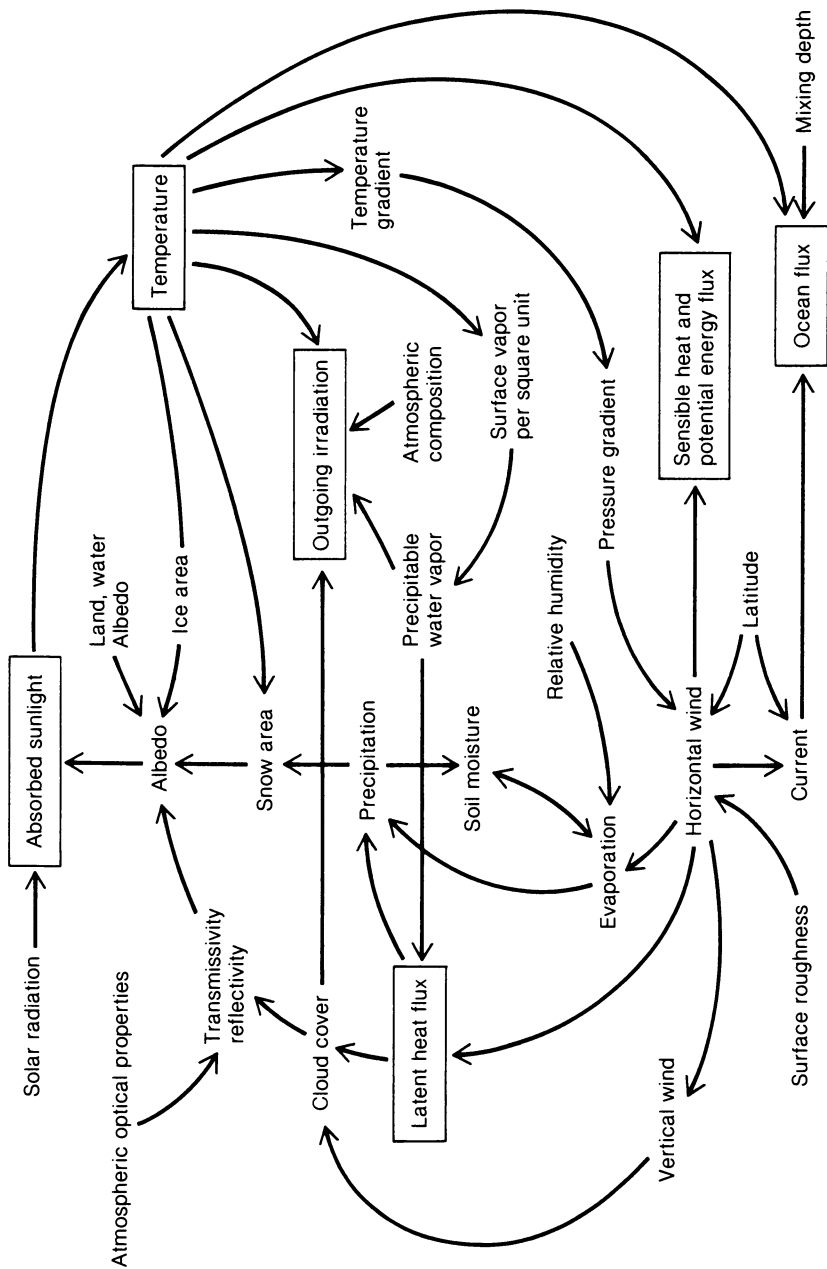 Solar radiation
Absorbed sunlight
Atmospheric optical properties
Transmissivity
reflectivity
Albedo
Land, water
Albedo
Ice area
Temperature
Snow area
Cloud cover
Outgoing irradiation
Temperature
gradient
Latent heat flux
Precipitation
Precipitable
water vapor
Atmospheric
composition
Soil moisture
Surface vapor
per square unit
Relative humidity
Evaporation
Pressure gradient
Vertical wind
Horizontal wind
Sensible heat and
potential energy flux
Latitude
Surface roughness
Current
Ocean flux
Mixing depth